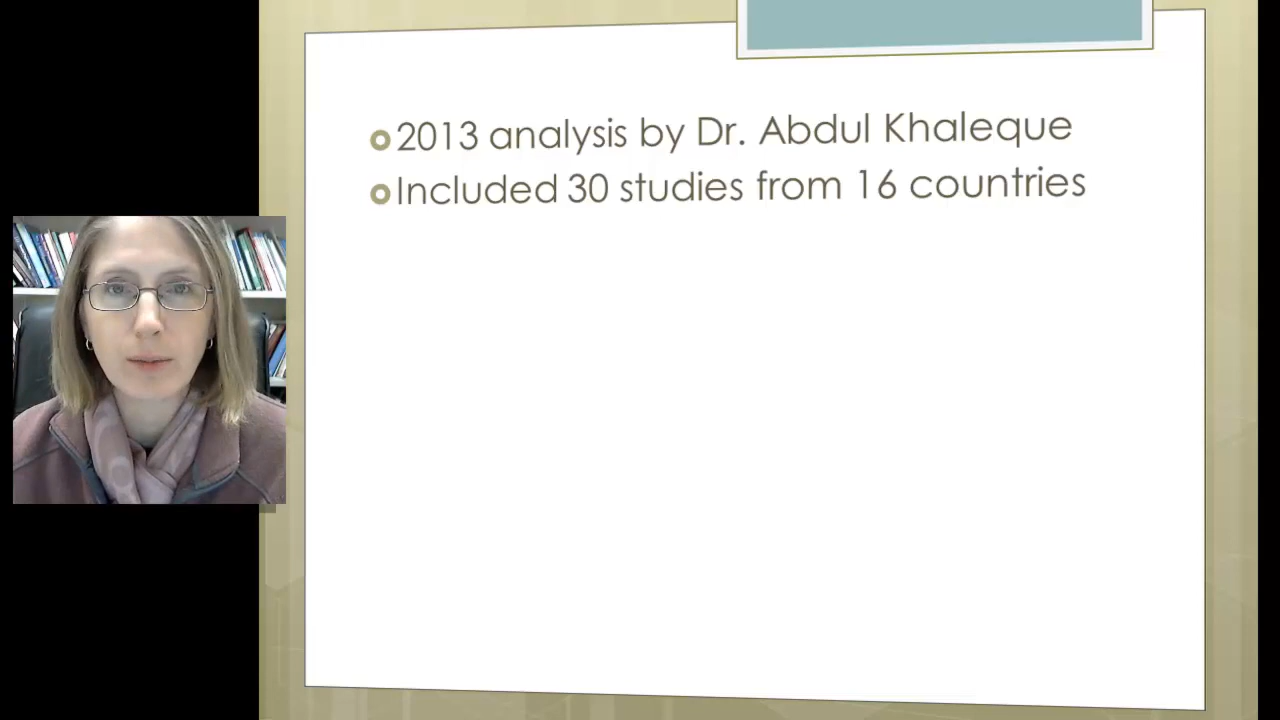 2013 analysis by Dr. Abdul Khaleque
Included 30 studies from 16 countries